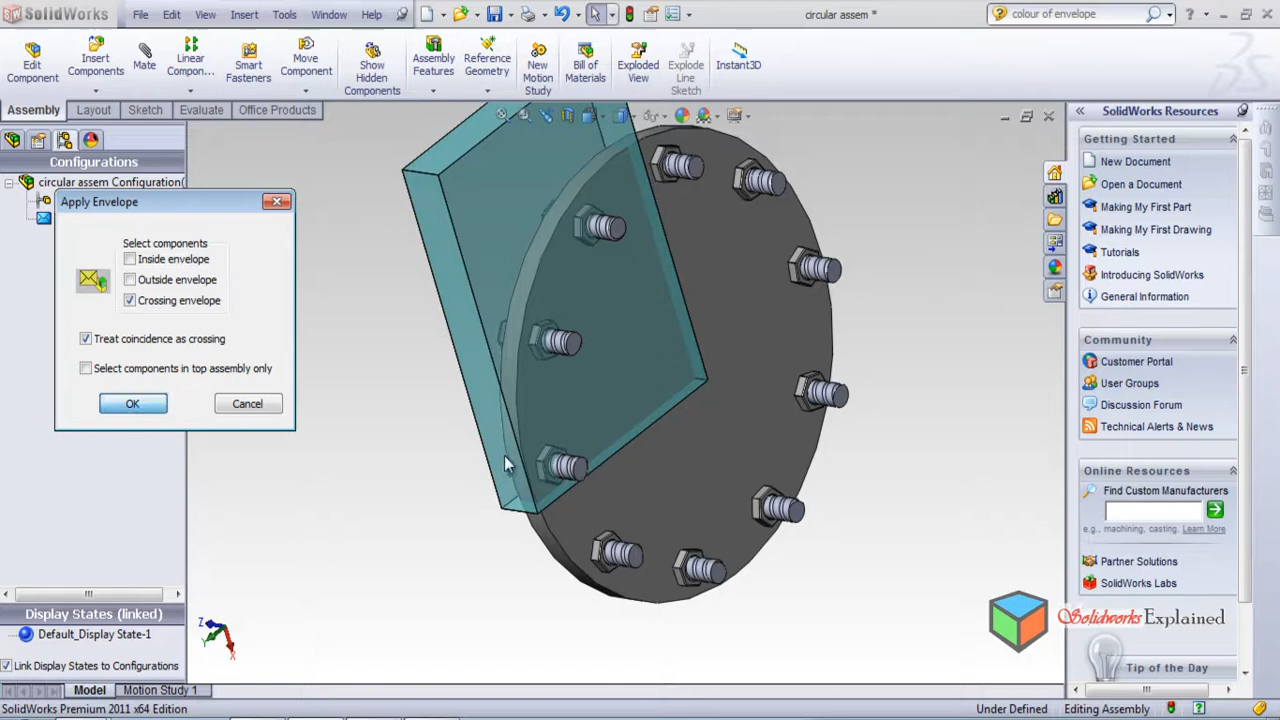 SolidWorks
File Edit View Insert Tools Window Help
circular assem *
colour of envelope
Edit Component
Insert Components
Mate
Linear Compon...
Smart Fasteners
Move Component
Show Hidden Components
Assembly Features
Reference Geometry
New Motion Study
Bill of Materials
Exploded View
Explode Line Sketch
Instant3D
Assembly Layout Sketch Evaluate Office Products
Configurations
circular assem Configuration(
Apply Envelope
Select components
Inside envelope
Outside envelope
Crossing envelope
Treat coincidence as crossing
Select components in top assembly only
OK Cancel
Display States (linked)
Default_Display State-1
Link Display States to Configurations
Z
Y
X
SolidWorks Resources
Getting Started
New Document
Open a Document
Making My First Part
Making My First Drawing
Tutorials
Introducing SolidWorks
General Information
Community
Customer Portal
User Groups
Discussion Forum
Technical Alerts & News
Online Resources
Find Custom Manufacturers
e.g., machining, casting. Learn More
Partner Solutions
SolidWorks Labs
Solidworks Explained
Tip of the Day
Model Motion Study 1
SolidWorks Premium 2011 x64 Edition
Under Defined Editing Assembly